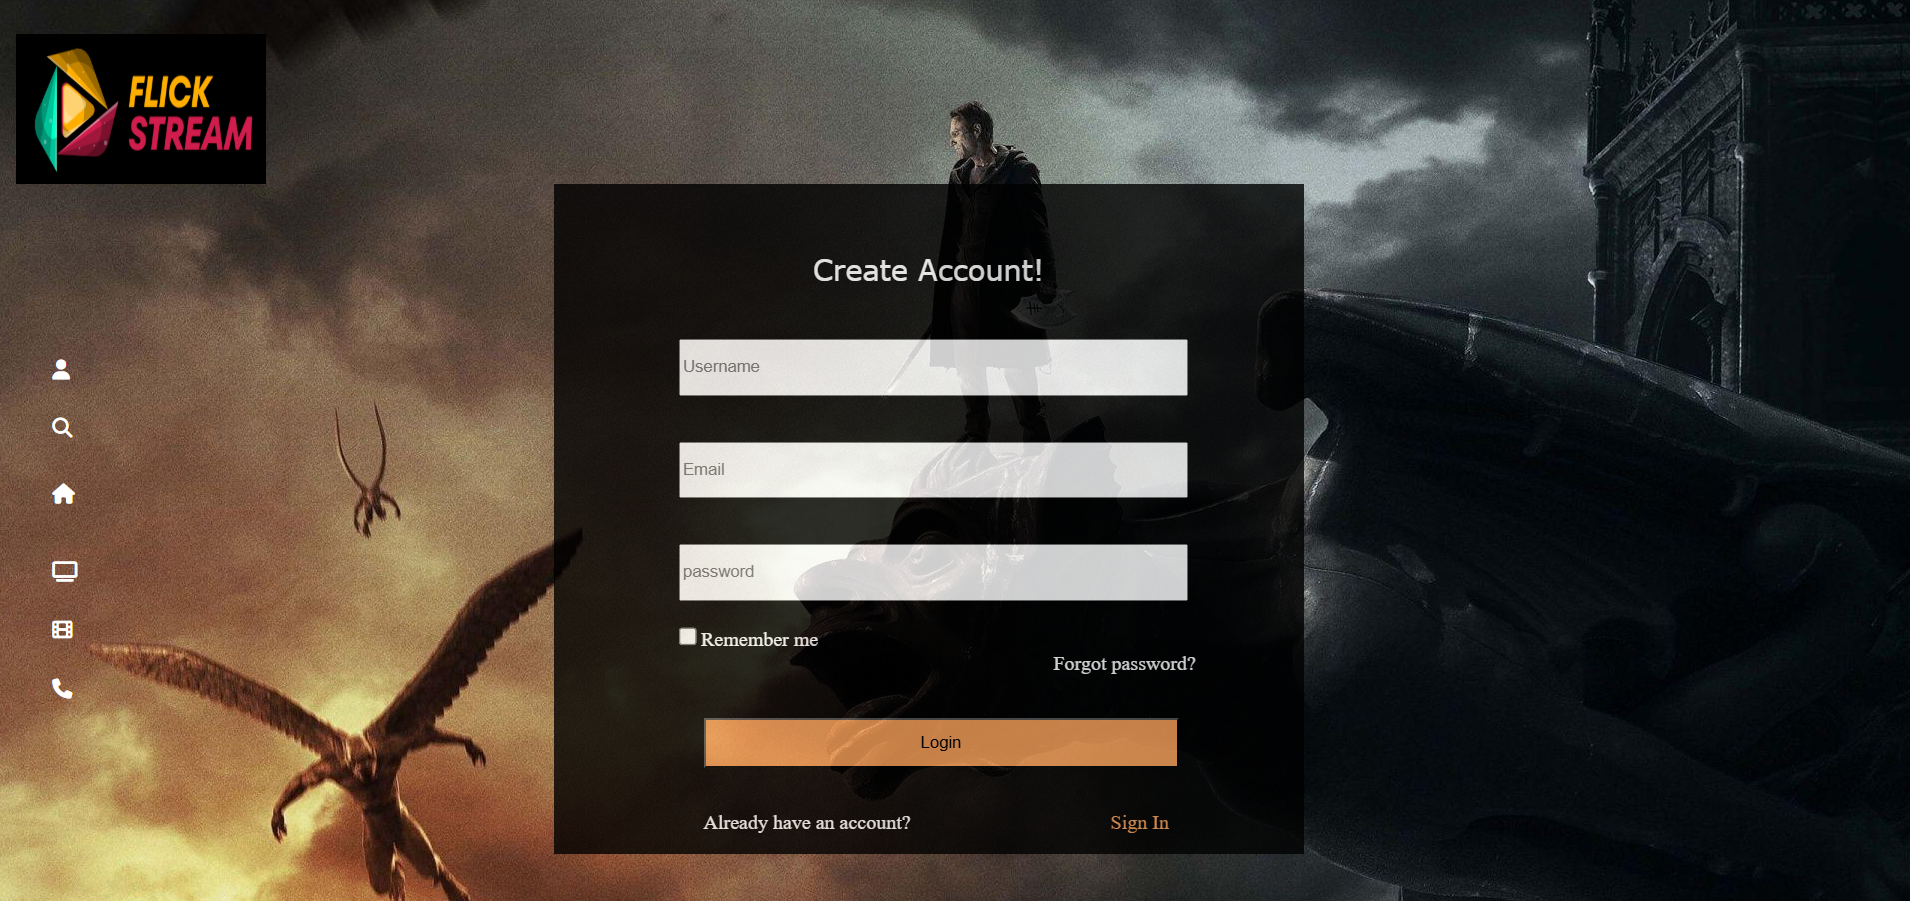 FLICK
STREAM
Create Account!
Username
Email
password
Remember me
Forgot password?
Login
Already have an account?
Sign In